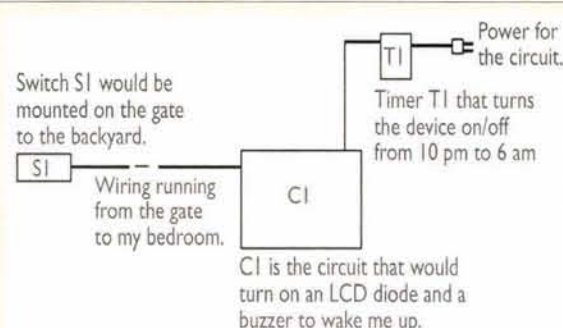 Power for
the circuit.
T1
Timer T1 that turns
the device on/off
from 10 pm to 6 am
Switch S1 would be
mounted on the gate
to the backyard.
S1
Wiring running
from the gate
to my bedroom.
C1
C1 is the circuit that would
turn on an LCD diode and a
buzzer to wake me up.